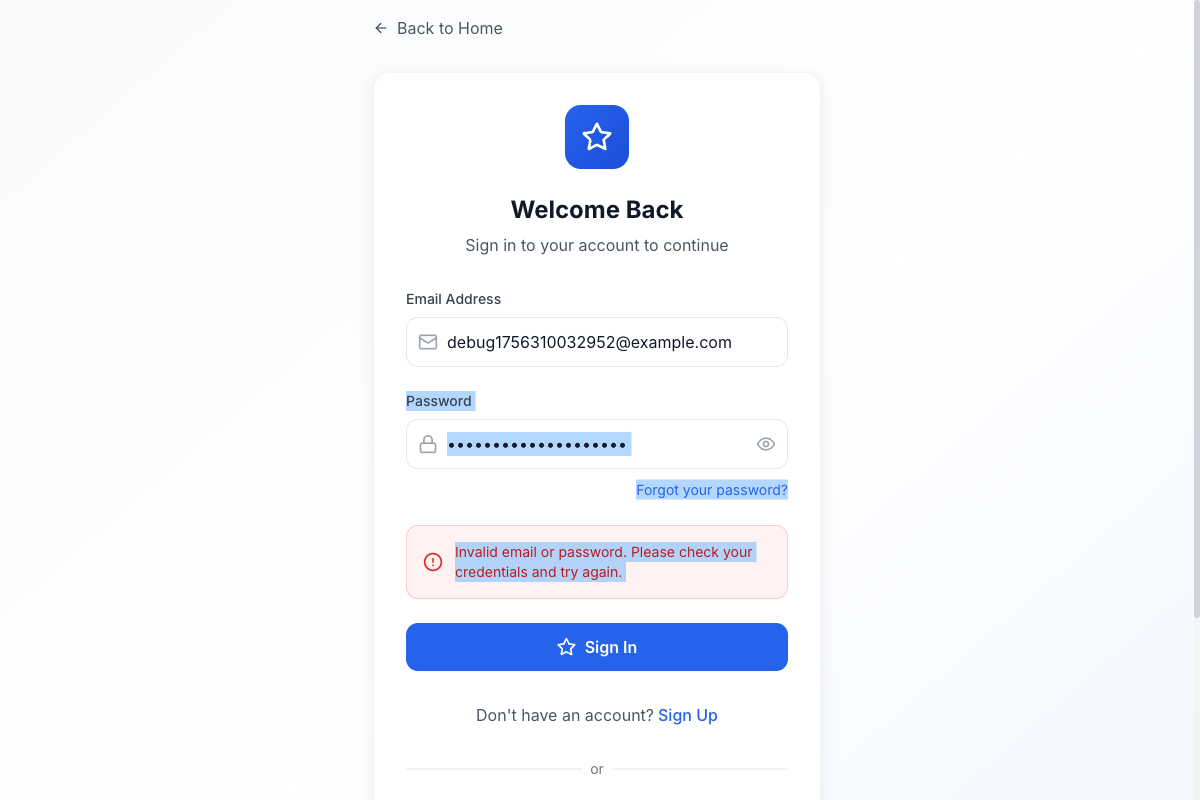 Back to Home
Welcome Back
Sign in to your account to continue
Email Address
debug1756310032952@example.com
Password
••••••••••••••••••••
Forgot your password?
Invalid email or password. Please check your
credentials and try again.
Sign In
Don't have an account? Sign Up
or